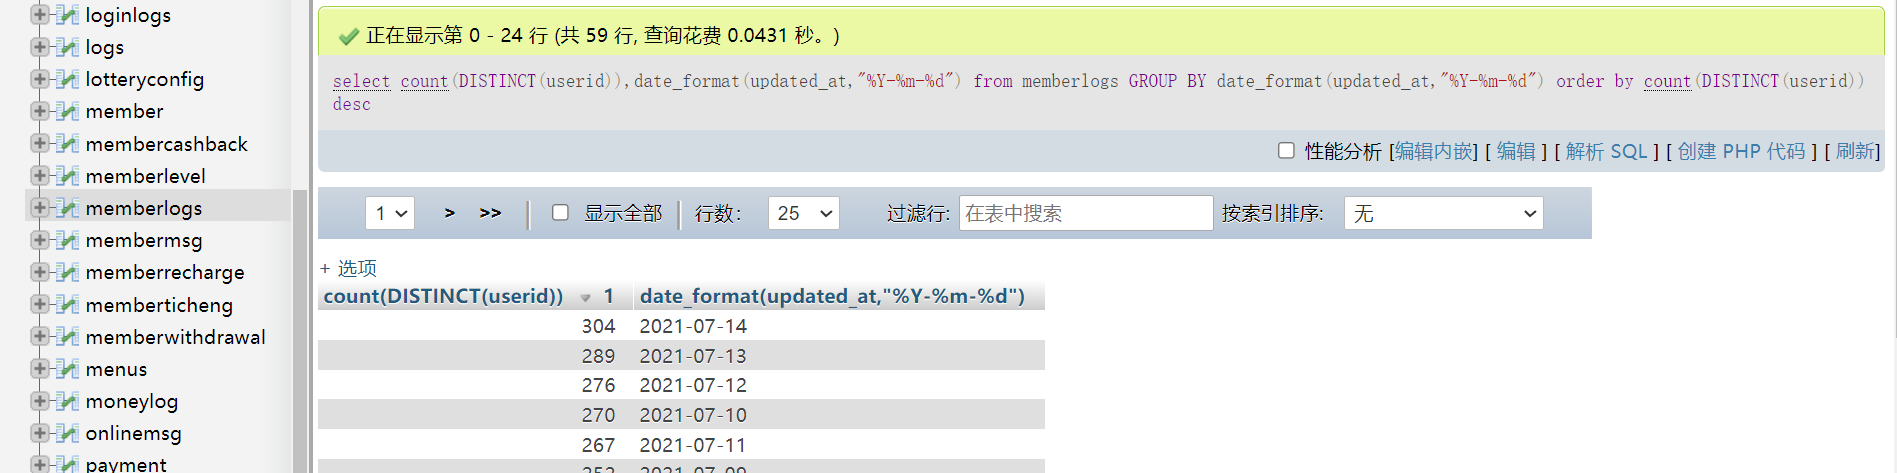 loginlogs
logs
lotteryconfig
member
membercashback
memberlevel
memberlogs
membermsg
memberrecharge
memberticheng
memberwithdrawal
menus
moneylog
onlinemsg
payment
正在显示第 0 - 24 行 (共 59 行, 查询花费 0.0431 秒。)
select count(DISTINCT(userid)),date_format(updated_at,"%Y-%m-%d") from memberlogs GROUP BY date_format(updated_at,"%Y-%m-%d") order by count(DISTINCT(userid))
desc
性能分析 [编辑内嵌] [ 编辑 ] [ 解析 SQL ] [ 创建 PHP 代码 ] [ 刷新]
1 > >> 显示全部 行数: 25 过滤行: 在表中搜索 按索引排序: 无
+ 选项
count(DISTINCT(userid)) 1 date_format(updated_at,"%Y-%m-%d")
304 2021-07-14
289 2021-07-13
276 2021-07-12
270 2021-07-10
267 2021-07-11
253 2021-07-09